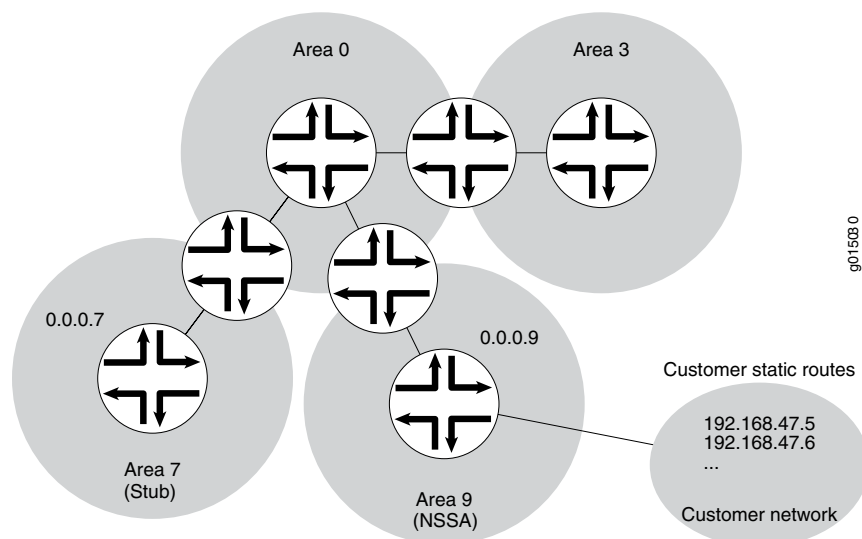 Area 0
Area 3
g015030
0.0.0.7
0.0.0.9
Customer static routes
192.168.47.5
192.168.47.6
...
Area 7
(Stub)
Area 9
(NSSA)
Customer network